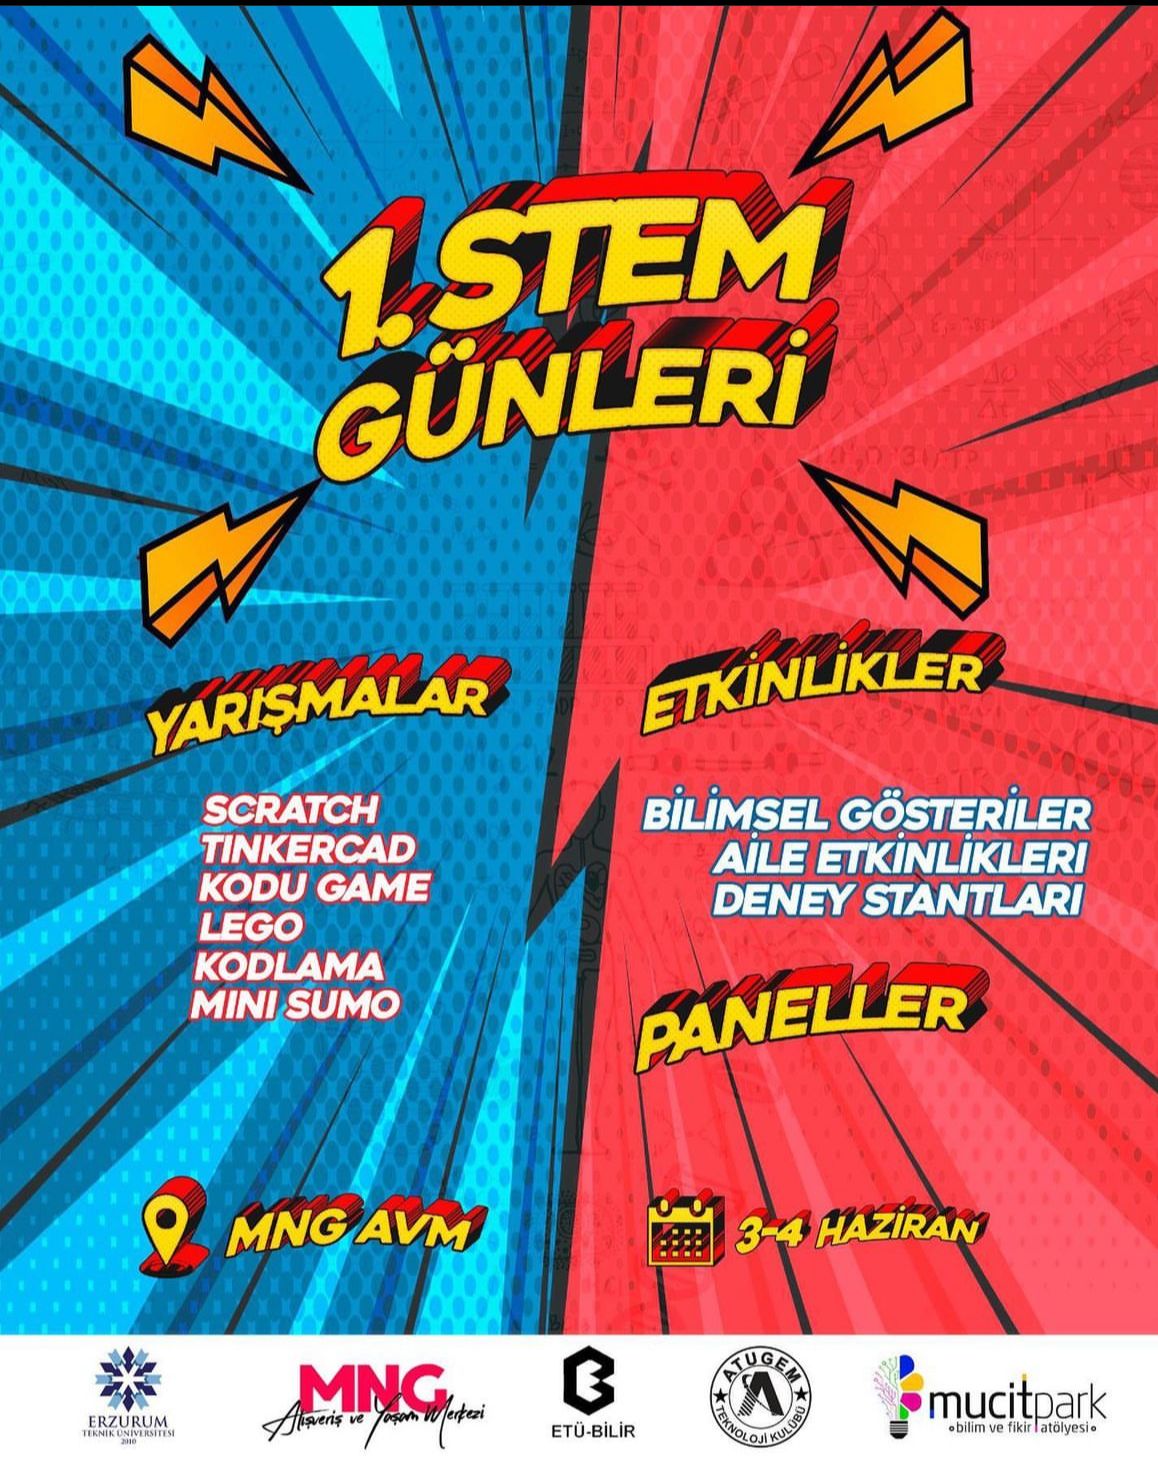 1.STEM
GÜNLERİ
YARIŞMALAR
SCRATCH
TINKERCAD
KODU GAME
LEGO
KODLAMA
MINI SUMO
ETKİNLİKLER
BİLİMSEL GÖSTERİLER
AİLE ETKİNLİKLERI
DENEY STANTLARI
PANELLER
MNG AVM
3-4 HAZİRAN
ERZURUM
TEKNİK ÜNİVERSİTESİ
2010
MNG
Alışveriş ve Yaşam Merkezi
ETÜ-BİLİR
ATUGEM
TEKNOLOJİ KULÜBÜ
mucitpark
•bilim ve fikir atölyesi•